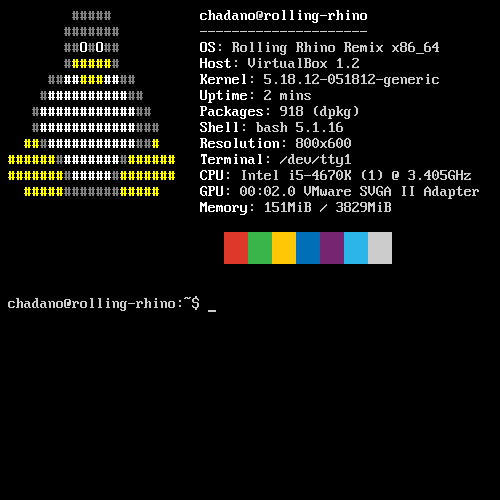 chadano@rolling-rhino
---------------------
OS: Rolling Rhino Remix x86_64
Host: VirtualBox 1.2
Kernel: 5.18.12-051812-generic
Uptime: 2 mins
Packages: 918 (dpkg)
Shell: bash 5.1.16
Resolution: 800x600
Terminal: /dev/tty1
CPU: Intel i5-4670K (1) @ 3.405GHz
GPU: 00:02.0 VMware SVGA II Adapter
Memory: 151MiB / 3829MiB
chadano@rolling-rhino:~$ _